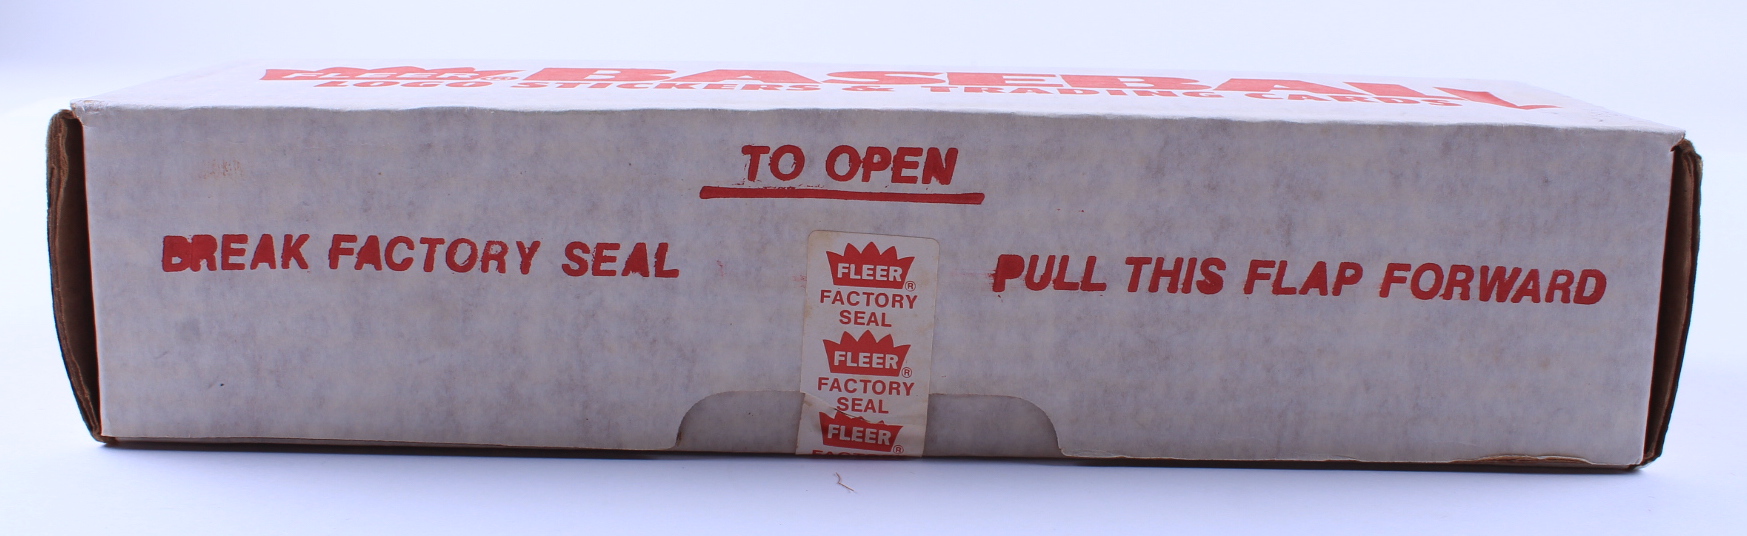 FLEER® BASEBALL
LOGO STICKERS & TRADING CARDS
TO OPEN
BREAK FACTORY SEAL
PULL THIS FLAP FORWARD
FLEER®
FACTORY
SEAL
FLEER®
FACTORY
SEAL
FLEER®